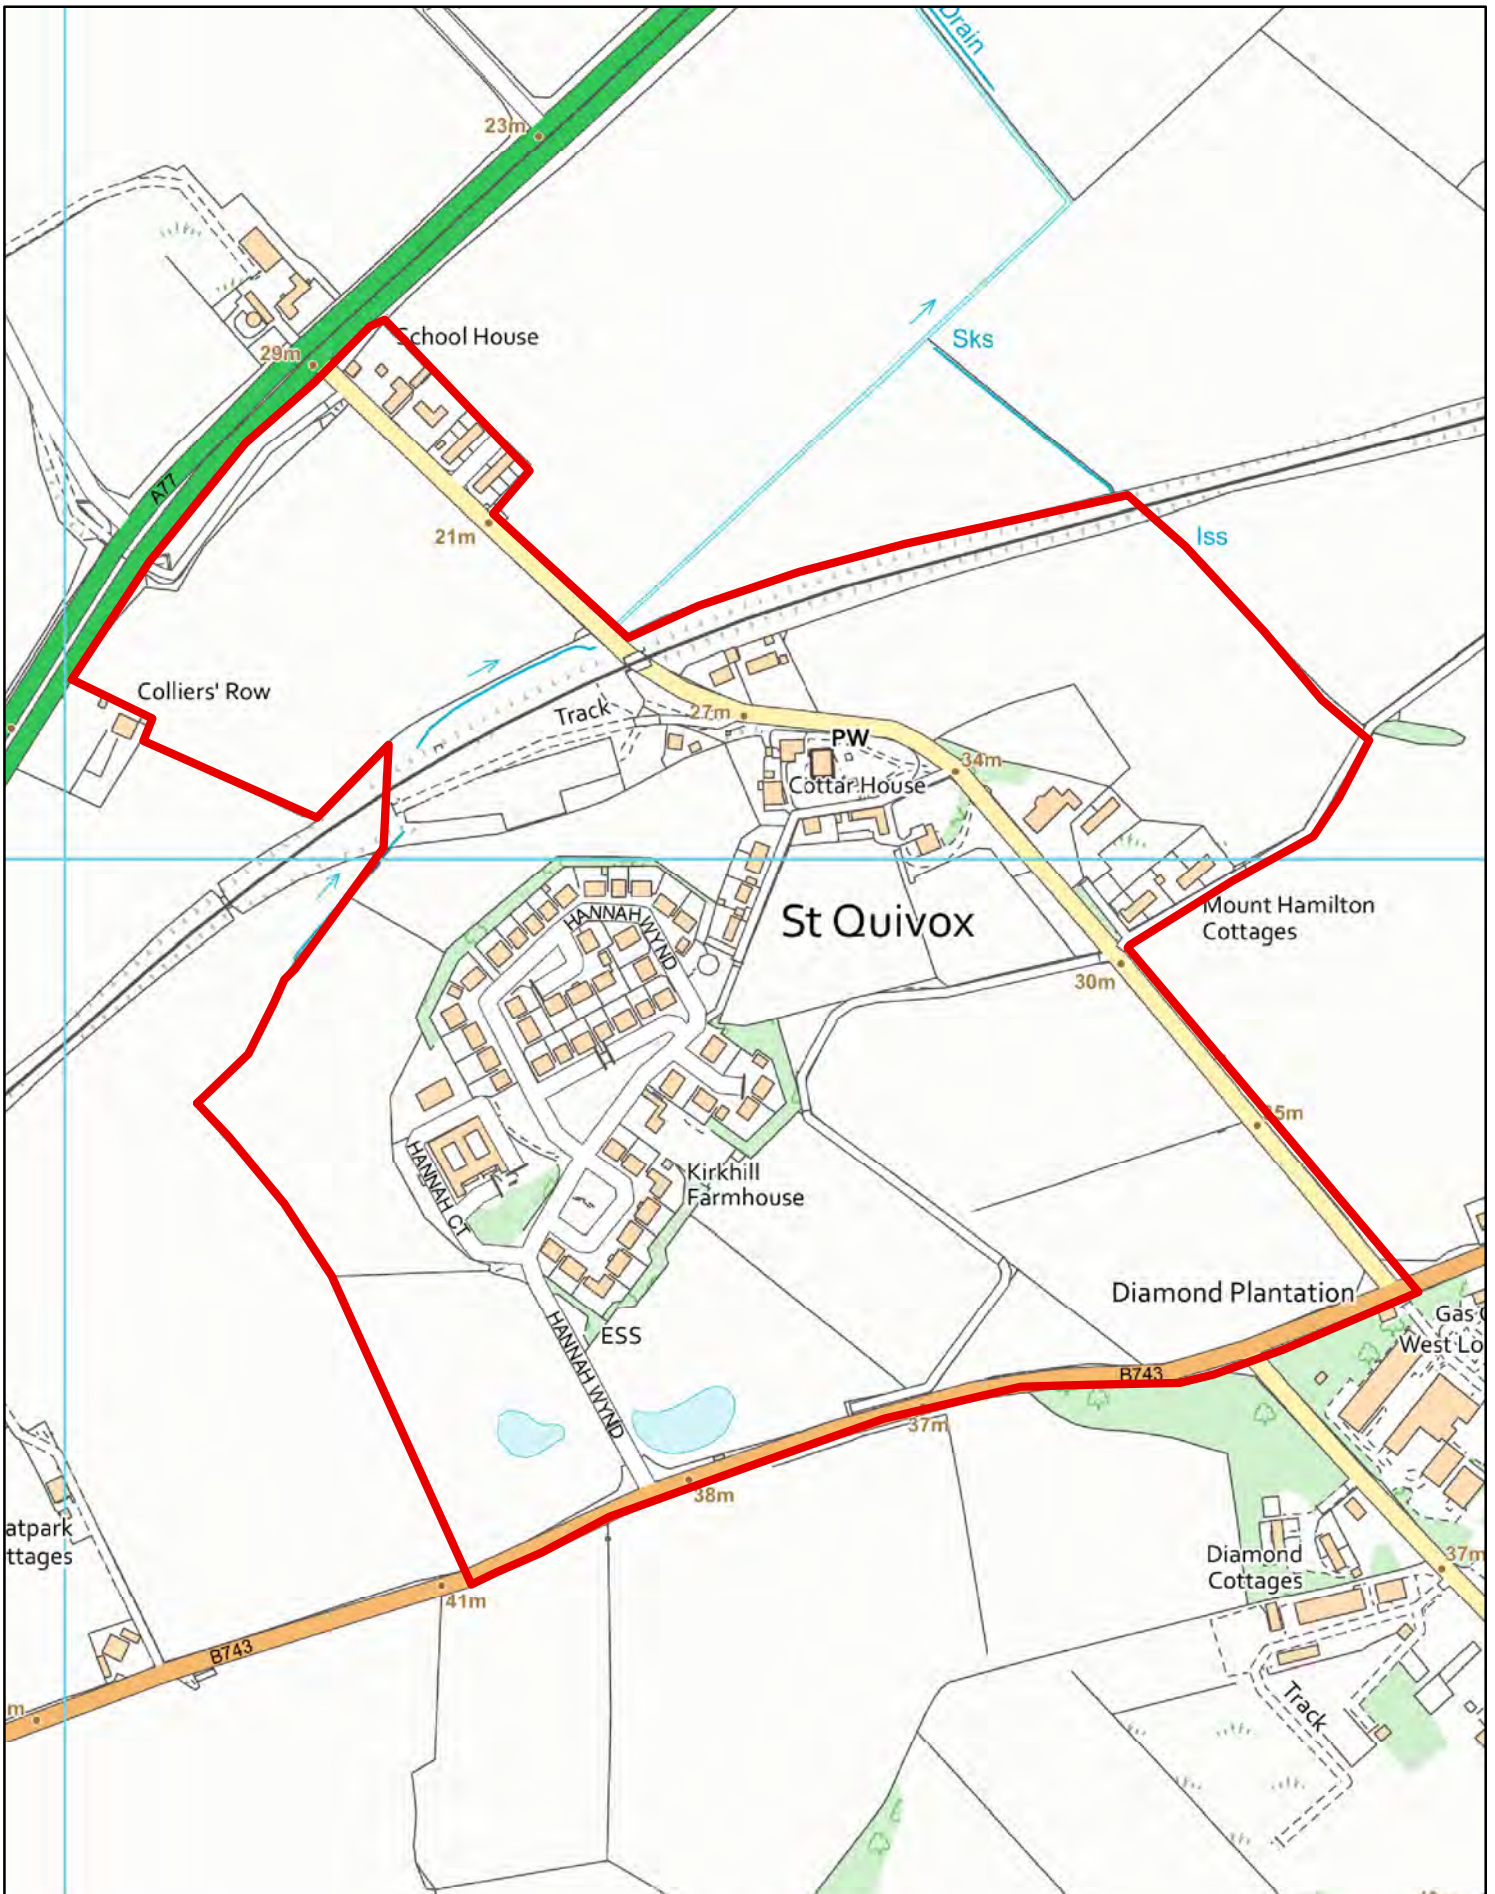 Drain
23m
School House
29m
Sks
A77
21m
Iss
Colliers' Row
Track
27m
PW
34m
Cottar House
HANNAH WYND
St Quivox
Mount Hamilton
Cottages
30m
35m
HANNAH CT
Kirkhill
Farmhouse
Diamond Plantation
Gas
West Lo
HANNAH WYND
ESS
B743
37m
38m
atpark
ttages
Diamond
Cottages
37m
41m
B743
Track
m